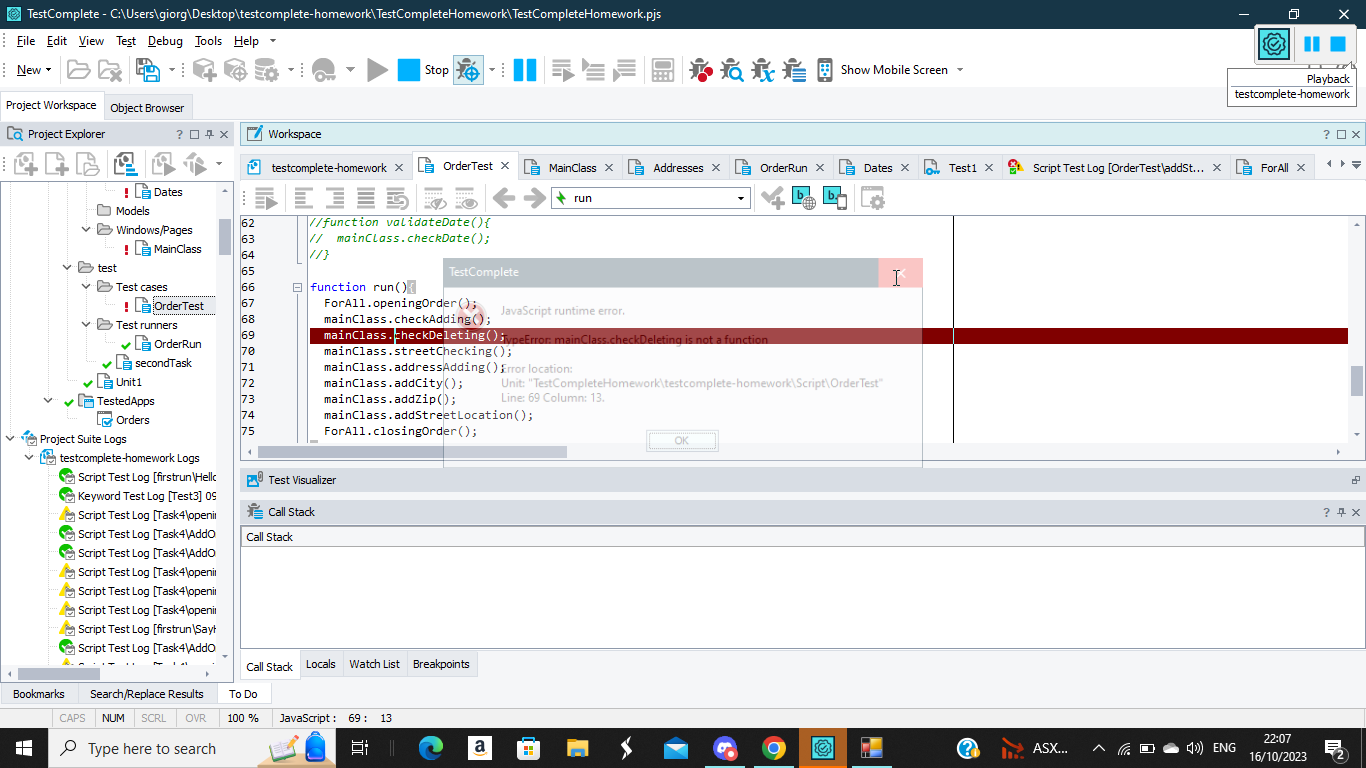 TestComplete - C:\Users\giorg\Desktop\testcomplete-homework\TestCompleteHomework\TestCompleteHomework.pjs
File Edit View Test Debug Tools Help
New Stop Show Mobile Screen
Playback
testcomplete-homework
Project Workspace Object Browser
Project Explorer
Dates
Models
Windows/Pages
MainClass
test
Test cases
OrderTest
Test runners
OrderRun
secondTask
Unit1
TestedApps
Orders
Project Suite Logs
testcomplete-homework Logs
Script Test Log [firstrun\Hello
Keyword Test Log [Test3] 09
Script Test Log [Task4\openin
Script Test Log [Task4\AddO
Script Test Log [Task4\AddO
Script Test Log [Task4\openin
Script Test Log [Task4\openin
Script Test Log [Task4\openin
Script Test Log [firstrun\SayH
Script Test Log [Task4\AddO
Workspace
testcomplete-homework OrderTest MainClass Addresses OrderRun Dates Test1 Script Test Log [OrderTest\addSt... ForAll
run
62 //function validateDate(){
63 //  mainClass.checkDate();
64 //}
65
66 function run(){
67 ForAll.openingOrder();
68 mainClass.checkAdding();
69 mainClass.checkDeleting();
70 mainClass.streetChecking();
71 mainClass.addressAdding();
72 mainClass.addCity();
73 mainClass.addZip();
74 mainClass.addStreetLocation();
75 ForAll.closingOrder();
TestComplete
JavaScript runtime error.
TypeError: mainClass.checkDeleting is not a function
Error location:
Unit: "TestCompleteHomework\testcomplete-homework\Script\OrderTest"
Line: 69 Column: 13.
OK
Test Visualizer
Call Stack
Call Stack
Call Stack Locals Watch List Breakpoints
Bookmarks Search/Replace Results To Do
CAPS NUM SCRL OVR 100 % JavaScript : 69 : 13
Type here to search
ASX...
ENG
22:07
16/10/2023
2